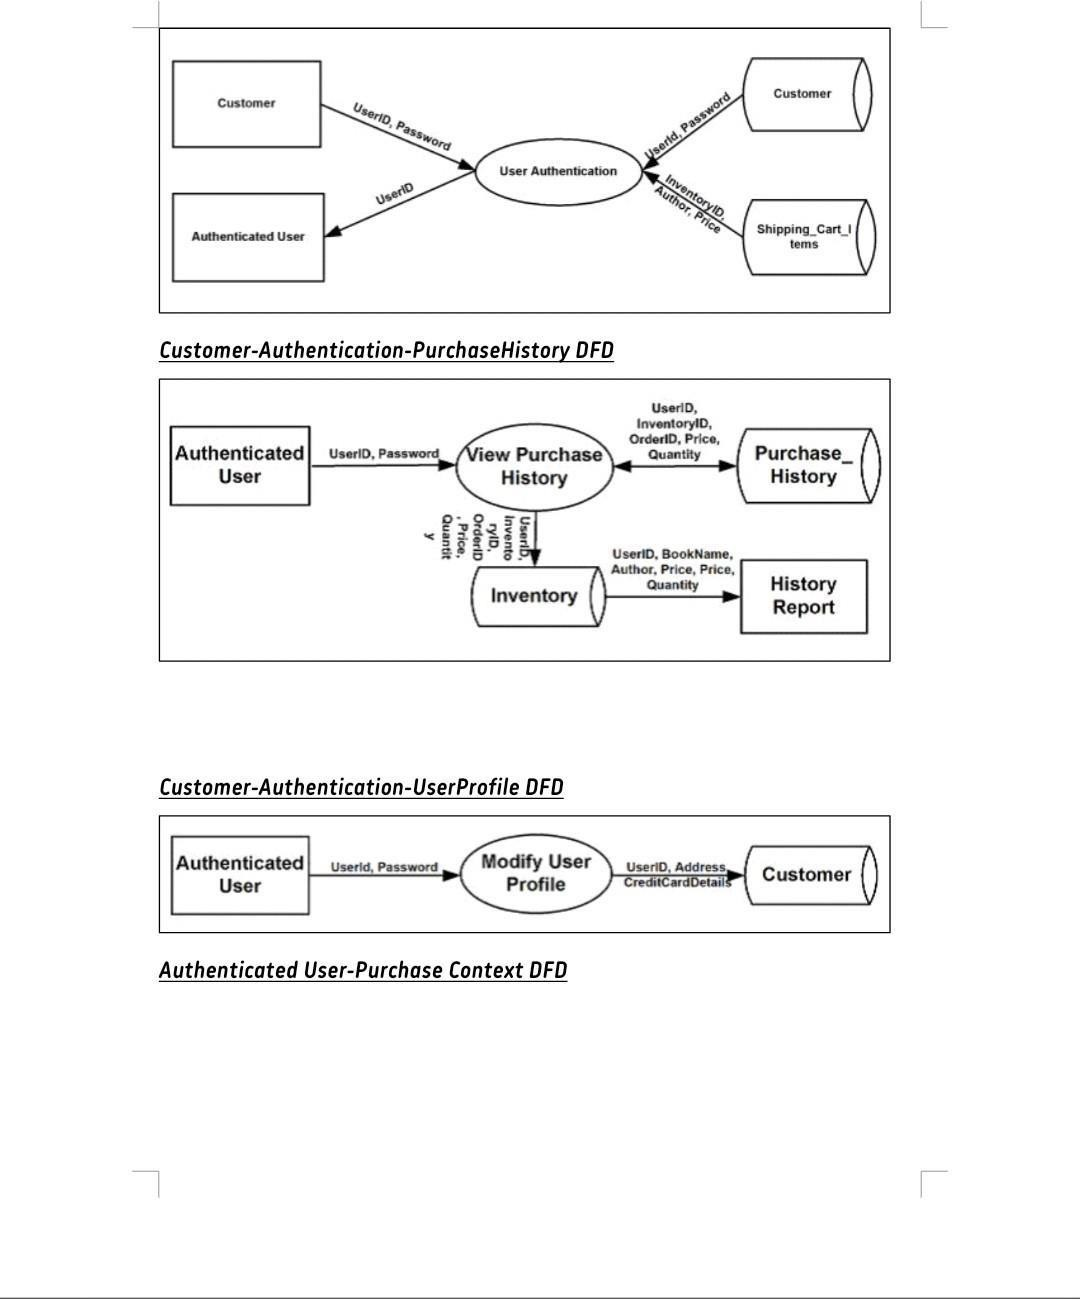 Customer
UserID, Password
UserID
Authenticated User
User Authentication
UserId, Password
InventoryID,
Author, Price
Customer
Shipping_Cart_I
tems
Customer-Authentication-PurchaseHistory DFD
Authenticated
User
UserID, Password
View Purchase
History
UserID,
InventoryID,
OrderID, Price,
Quantity
Purchase_
History
UserID,
Invento
ryID,
OrderID
, Price,
Quantit
y
Inventory
UserID, BookName,
Author, Price, Price,
Quantity
History
Report
Customer-Authentication-UserProfile DFD
Authenticated
User
UserId, Password
Modify User
Profile
UserID, Address,
CreditCardDetails
Customer
Authenticated User-Purchase Context DFD